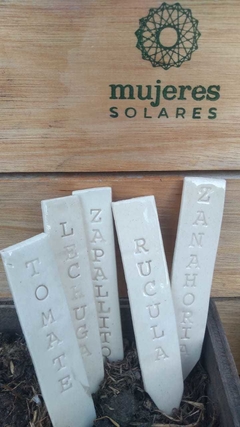 mujeres
SOLARES
TOMATE
LECHUGA
ZAPALLITO
RUCULA
ZANAHORIA